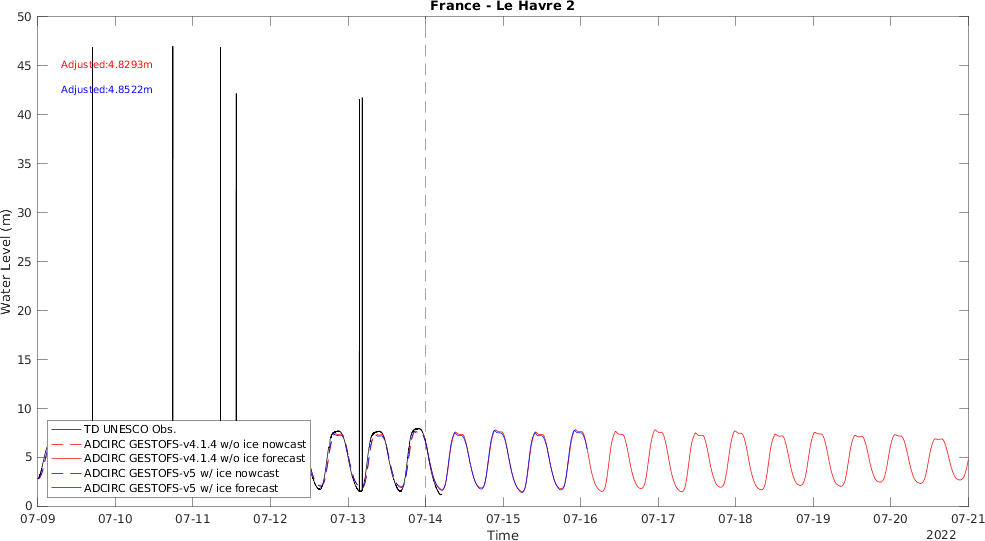 France - Le Havre 2
50
45
40
35
30
25
20
15
10
5
0
Water Level (m)
Adjusted:4.8293m
Adjusted:4.8522m
TD UNESCO Obs.
ADCIRC GESTOFS-v4.1.4 w/o ice nowcast
ADCIRC GESTOFS-v4.1.4 w/o ice forecast
ADCIRC GESTOFS-v5 w/ ice nowcast
ADCIRC GESTOFS-v5 w/ ice forecast
07-09 07-10 07-11 07-12 07-13 07-14 07-15 07-16 07-17 07-18 07-19 07-20 07-21
Time
2022